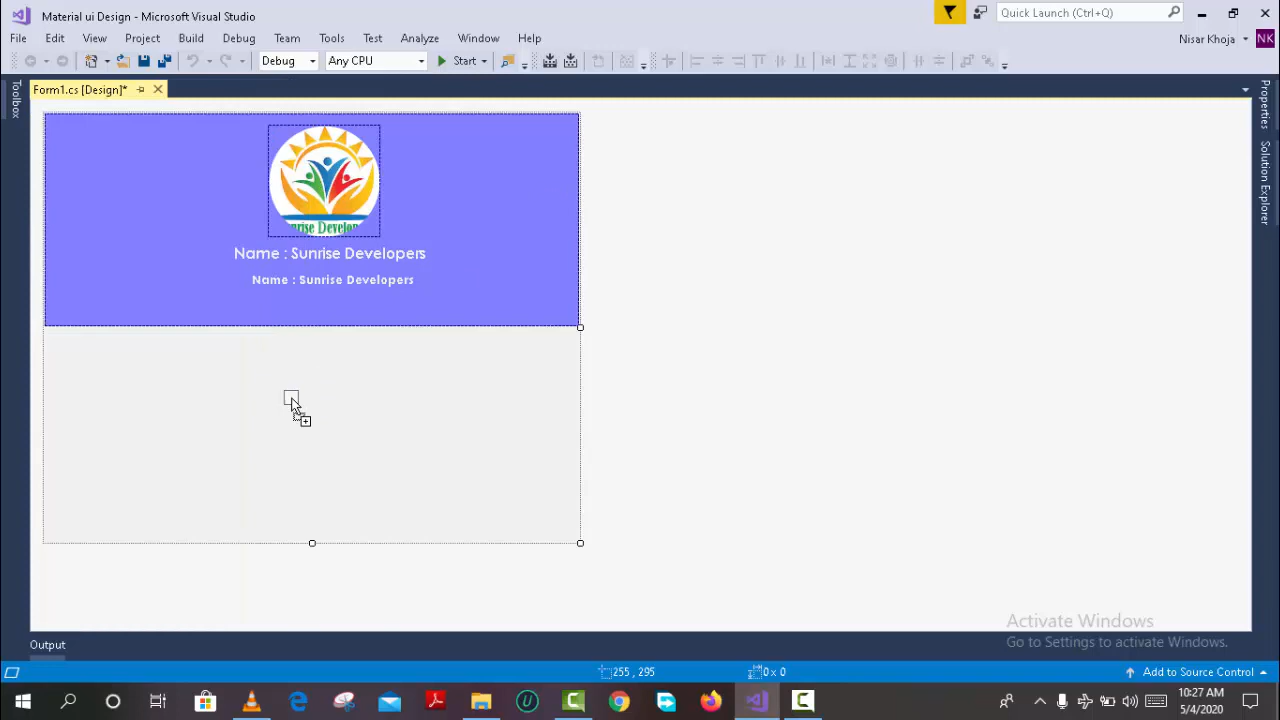 Material ui Design - Microsoft Visual Studio
Quick Launch (Ctrl+Q)
File Edit View Project Build Debug Team Tools Test Analyze Window Help
Nisar Khoja NK
Debug Any CPU Start
Toolbox
Form1.cs [Design]*
Properties
Solution Explorer
Name : Sunrise Developers
Name : Sunrise Developers
Activate Windows
Go to Settings to activate Windows.
Output
255 , 295
0 x 0
Add to Source Control
10:27 AM
5/4/2020